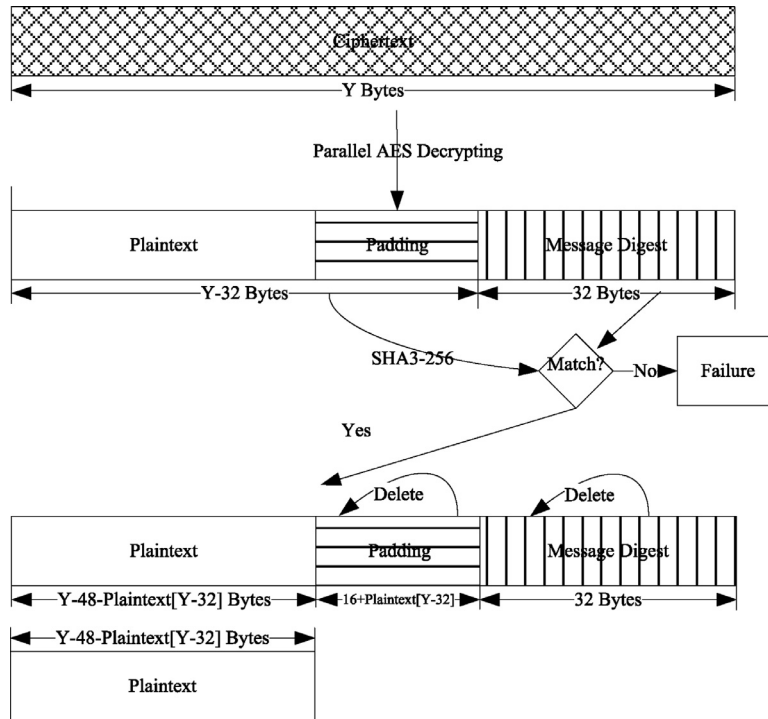 Ciphertext
Y Bytes
Parallel AES Decrypting
Plaintext Padding Message Digest
Y-32 Bytes 32 Bytes
SHA3-256 Match? No Failure
Yes
Delete Delete
Plaintext Padding Message Digest
Y-48-Plaintext[Y-32] Bytes 16+Plaintext[Y-32] 32 Bytes
Y-48-Plaintext[Y-32] Bytes
Plaintext